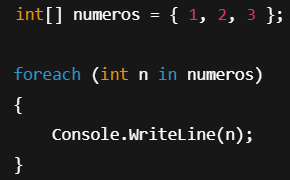 int[] numeros = { 1, 2, 3 };
foreach (int n in numeros)
{
    Console.WriteLine(n);
}